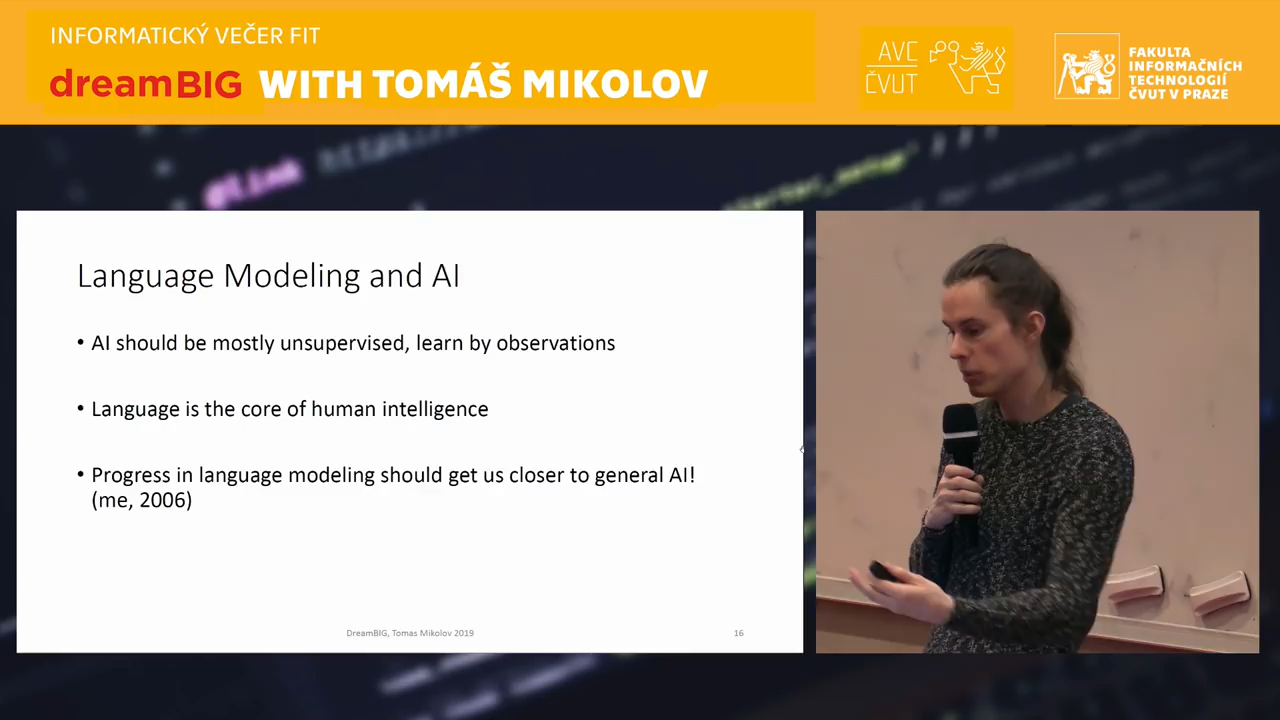 INFORMATICKÝ VEČER FIT
dreamBIG WITH TOMÁŠ MIKOLOV
AVC
ČVUT
FAKULTA
INFORMAČNÍCH
TECHNOLOGIÍ
ČVUT V PRAZE
@link
Language Modeling and AI
• AI should be mostly unsupervised, learn by observations
• Language is the core of human intelligence
• Progress in language modeling should get us closer to general AI!
(me, 2006)
DreamBIG, Tomas Mikolov 2019
16